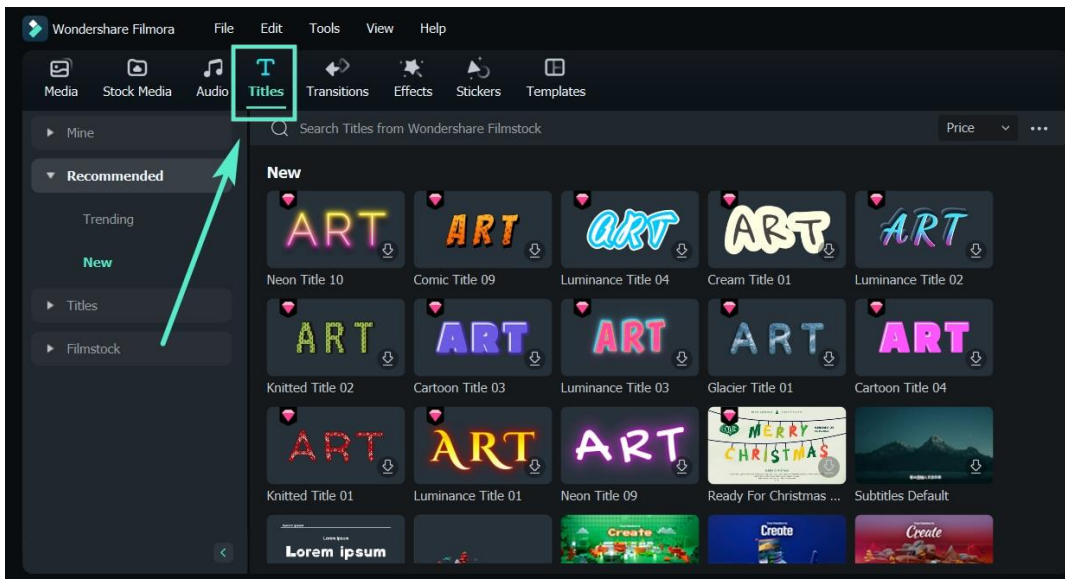 Wondershare Filmora File Edit Tools View Help
Media Stock Media Audio Titles Transitions Effects Stickers Templates
Mine
Search Titles from Wondershare Filmstock
Price
Recommended
Trending
New
Titles
Filmstock
New
ART ART ART ART ART
Neon Title 10 Comic Title 09 Luminance Title 04 Cream Title 01 Luminance Title 02
ART ART ART ART ART
Knitted Title 02 Cartoon Title 03 Luminance Title 03 Glacier Title 01 Cartoon Title 04
ART ART ART MERRY
CHRISTMAS
Knitted Title 01 Luminance Title 01 Neon Title 09 Ready For Christmas ... Subtitles Default
Lorem ipsum
Lorem ipsum
Create Create Create